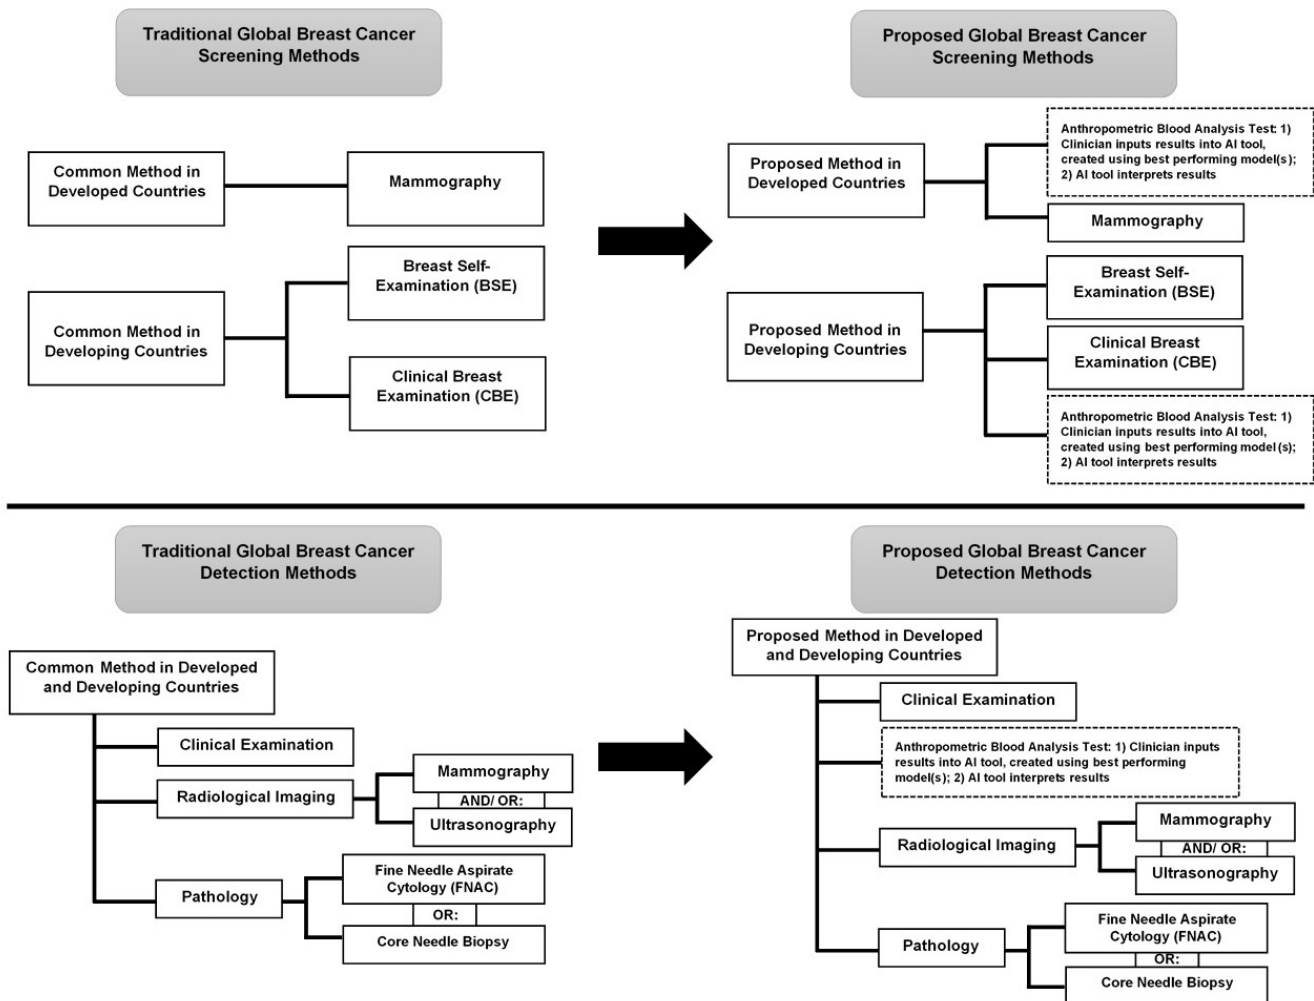 Traditional Global Breast Cancer
Screening Methods
Proposed Global Breast Cancer
Screening Methods
Common Method in
Developed Countries
Mammography
Common Method in
Developing Countries
Breast Self-
Examination (BSE)
Clinical Breast
Examination (CBE)
Proposed Method in
Developed Countries
Anthropometric Blood Analysis Test: 1)
Clinician inputs results into AI tool,
created using best performing model(s);
2) AI tool interprets results
Mammography
Proposed Method in
Developing Countries
Breast Self-
Examination (BSE)
Clinical Breast
Examination (CBE)
Anthropometric Blood Analysis Test: 1)
Clinician inputs results into AI tool,
created using best performing model(s);
2) AI tool interprets results
Traditional Global Breast Cancer
Detection Methods
Proposed Global Breast Cancer
Detection Methods
Common Method in Developed
and Developing Countries
Clinical Examination
Radiological Imaging
Mammography
AND/ OR:
Ultrasonography
Pathology
Fine Needle Aspirate
Cytology (FNAC)
OR:
Core Needle Biopsy
Proposed Method in Developed
and Developing Countries
Clinical Examination
Anthropometric Blood Analysis Test: 1) Clinician inputs
results into AI tool, created using best performing
model(s); 2) AI tool interprets results
Radiological Imaging
Mammography
AND/ OR:
Ultrasonography
Pathology
Fine Needle Aspirate
Cytology (FNAC)
OR:
Core Needle Biopsy